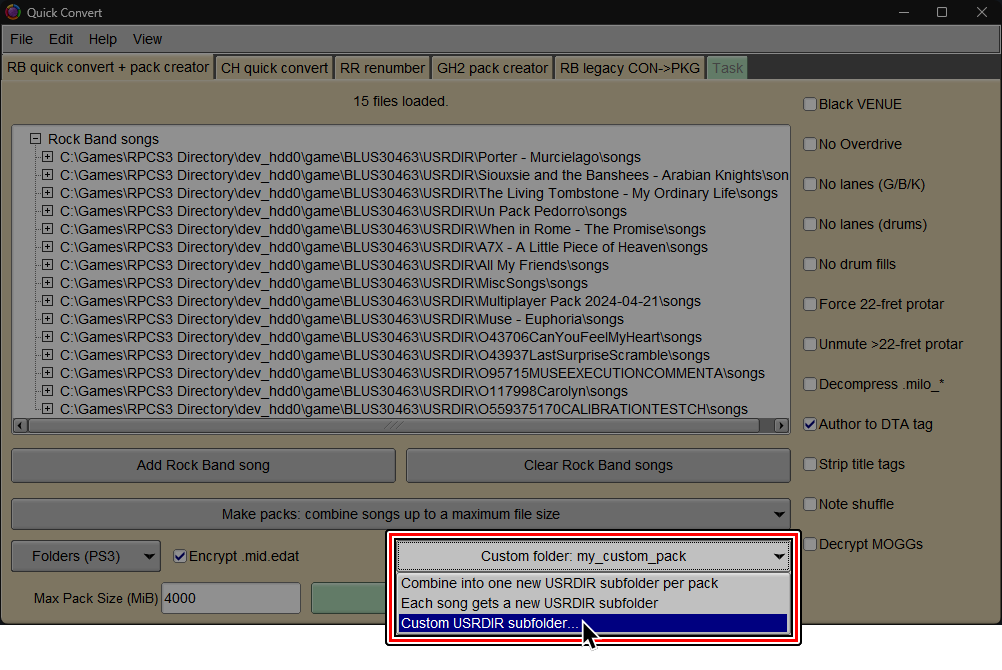 Quick Convert
File Edit Help View
RB quick convert + pack creator CH quick convert RR renumber GH2 pack creator RB legacy CON->PKG Task
15 files loaded.
Rock Band songs
C:\Games\RPCS3 Directory\dev_hdd0\game\BLUS30463\USRDIR\Porter - Murcielago\songs
C:\Games\RPCS3 Directory\dev_hdd0\game\BLUS30463\USRDIR\Siouxsie and the Banshees - Arabian Knights\son
C:\Games\RPCS3 Directory\dev_hdd0\game\BLUS30463\USRDIR\The Living Tombstone - My Ordinary Life\songs
C:\Games\RPCS3 Directory\dev_hdd0\game\BLUS30463\USRDIR\Un Pack Pedorro\songs
C:\Games\RPCS3 Directory\dev_hdd0\game\BLUS30463\USRDIR\When in Rome - The Promise\songs
C:\Games\RPCS3 Directory\dev_hdd0\game\BLUS30463\USRDIR\A7X - A Little Piece of Heaven\songs
C:\Games\RPCS3 Directory\dev_hdd0\game\BLUS30463\USRDIR\All My Friends\songs
C:\Games\RPCS3 Directory\dev_hdd0\game\BLUS30463\USRDIR\MiscSongs\songs
C:\Games\RPCS3 Directory\dev_hdd0\game\BLUS30463\USRDIR\Multiplayer Pack 2024-04-21\songs
C:\Games\RPCS3 Directory\dev_hdd0\game\BLUS30463\USRDIR\Muse - Euphoria\songs
C:\Games\RPCS3 Directory\dev_hdd0\game\BLUS30463\USRDIR\O43706CanYouFeelMyHeart\songs
C:\Games\RPCS3 Directory\dev_hdd0\game\BLUS30463\USRDIR\O43937LastSurpriseScramble\songs
C:\Games\RPCS3 Directory\dev_hdd0\game\BLUS30463\USRDIR\O95715MUSEEXECUTIONCOMMENTA\songs
C:\Games\RPCS3 Directory\dev_hdd0\game\BLUS30463\USRDIR\O117998Carolyn\songs
C:\Games\RPCS3 Directory\dev_hdd0\game\BLUS30463\USRDIR\O559375170CALIBRATIONTESTCH\songs
Add Rock Band song Clear Rock Band songs
Make packs: combine songs up to a maximum file size
Folders (PS3) Encrypt .mid.edat Custom folder: my_custom_pack
Combine into one new USRDIR subfolder per pack
Each song gets a new USRDIR subfolder
Custom USRDIR subfolder...
Max Pack Size (MiB) 4000
Black VENUE
No Overdrive
No lanes (G/B/K)
No lanes (drums)
No drum fills
Force 22-fret protar
Unmute >22-fret protar
Decompress .milo_*
Author to DTA tag
Strip title tags
Note shuffle
Decrypt MOGGs